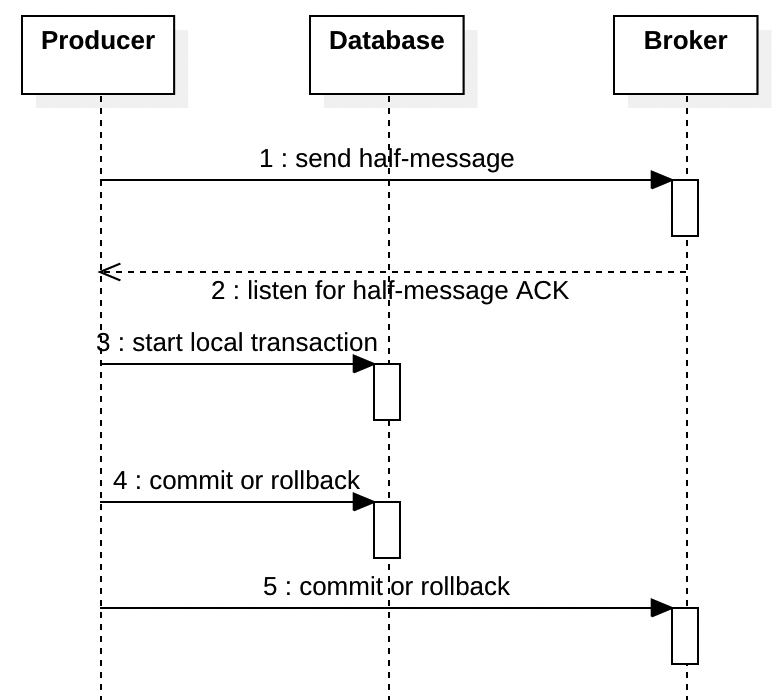 Producer
Database
Broker
1 : send half-message
2 : listen for half-message ACK
3 : start local transaction
4 : commit or rollback
5 : commit or rollback